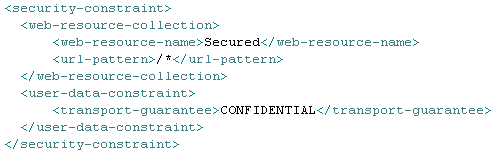 <security-constraint>
<web-resource-collection>
<web-resource-name>Secured</web-resource-name>
<url-pattern>/*</url-pattern>
</web-resource-collection>
<user-data-constraint>
<transport-guarantee>CONFIDENTIAL</transport-guarantee>
</user-data-constraint>
</security-constraint>